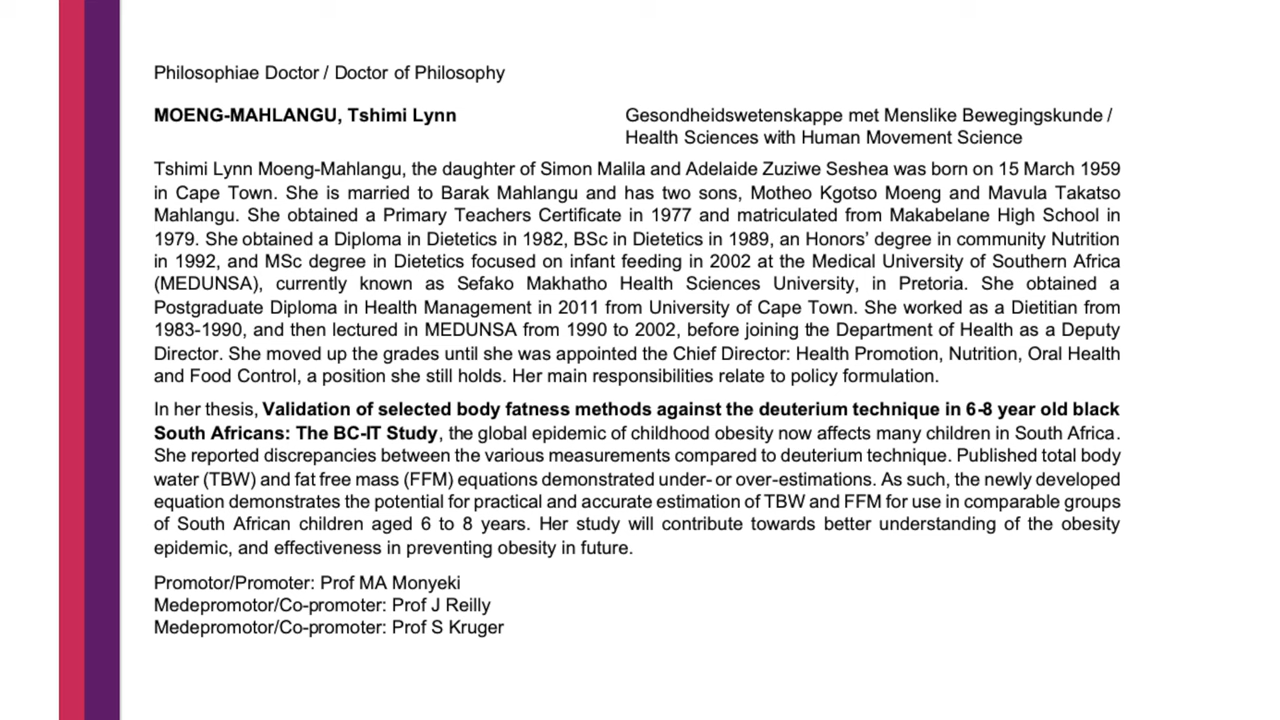 Philosophiae Doctor / Doctor of Philosophy
MOENG-MAHLANGU, Tshimi Lynn
Gesondheidswetenskappe met Menslike Bewegingskunde /
Health Sciences with Human Movement Science
Tshimi Lynn Moeng-Mahlangu, the daughter of Simon Malila and Adelaide Zuziwe Seshea was born on 15 March 1959
in Cape Town. She is married to Barak Mahlangu and has two sons, Motheo Kgotso Moeng and Mavula Takatso
Mahlangu. She obtained a Primary Teachers Certificate in 1977 and matriculated from Makabelane High School in
1979. She obtained a Diploma in Dietetics in 1982, BSc in Dietetics in 1989, an Honors’ degree in community Nutrition
in 1992, and MSc degree in Dietetics focused on infant feeding in 2002 at the Medical University of Southern Africa
(MEDUNSA), currently known as Sefako Makhatho Health Sciences University, in Pretoria. She obtained a
Postgraduate Diploma in Health Management in 2011 from University of Cape Town. She worked as a Dietitian from
1983-1990, and then lectured in MEDUNSA from 1990 to 2002, before joining the Department of Health as a Deputy
Director. She moved up the grades until she was appointed the Chief Director: Health Promotion, Nutrition, Oral Health
and Food Control, a position she still holds. Her main responsibilities relate to policy formulation.
In her thesis, Validation of selected body fatness methods against the deuterium technique in 6-8 year old black
South Africans: The BC-IT Study, the global epidemic of childhood obesity now affects many children in South Africa.
She reported discrepancies between the various measurements compared to deuterium technique. Published total body
water (TBW) and fat free mass (FFM) equations demonstrated under- or over-estimations. As such, the newly developed
equation demonstrates the potential for practical and accurate estimation of TBW and FFM for use in comparable groups
of South African children aged 6 to 8 years. Her study will contribute towards better understanding of the obesity
epidemic, and effectiveness in preventing obesity in future.
Promotor/Promoter: Prof MA Monyeki
Medepromotor/Co-promoter: Prof J Reilly
Medepromotor/Co-promoter: Prof S Kruger